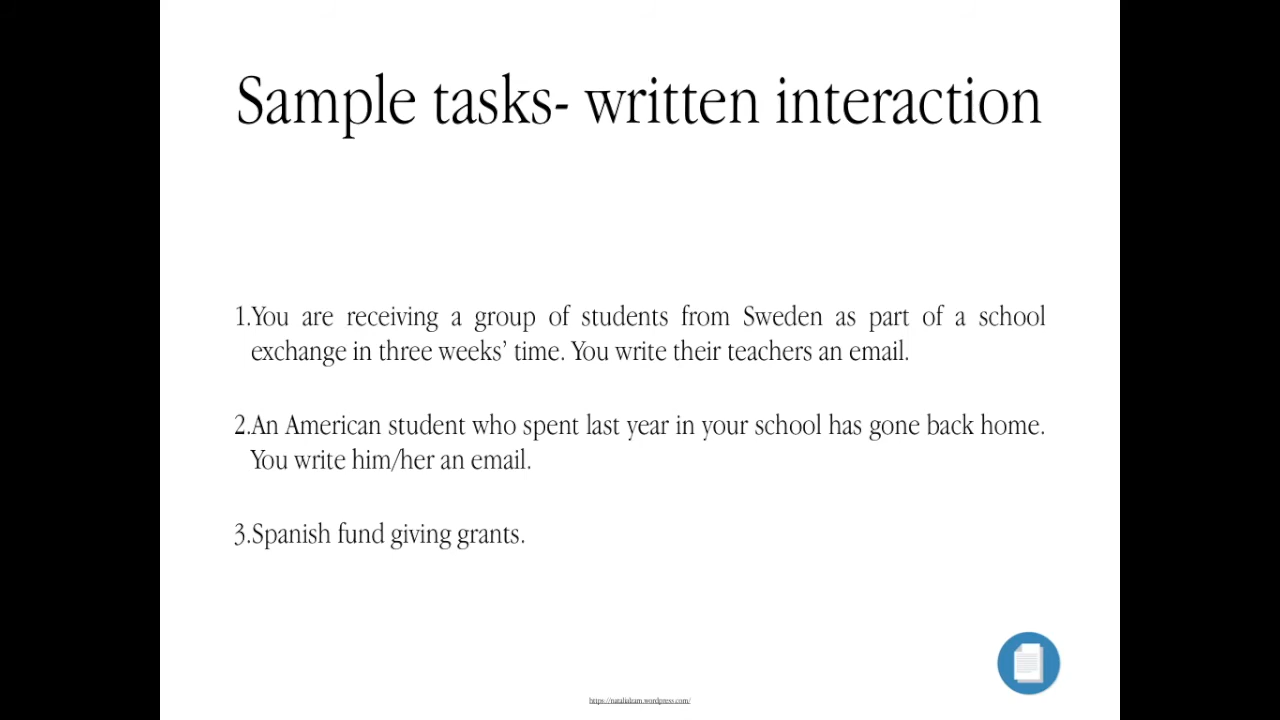 Sample tasks- written interaction
1.You are receiving a group of students from Sweden as part of a school
exchange in three weeks’ time. You write their teachers an email.
2.An American student who spent last year in your school has gone back home.
You write him/her an email.
3.Spanish fund giving grants.
https://natalialzam.wordpress.com/